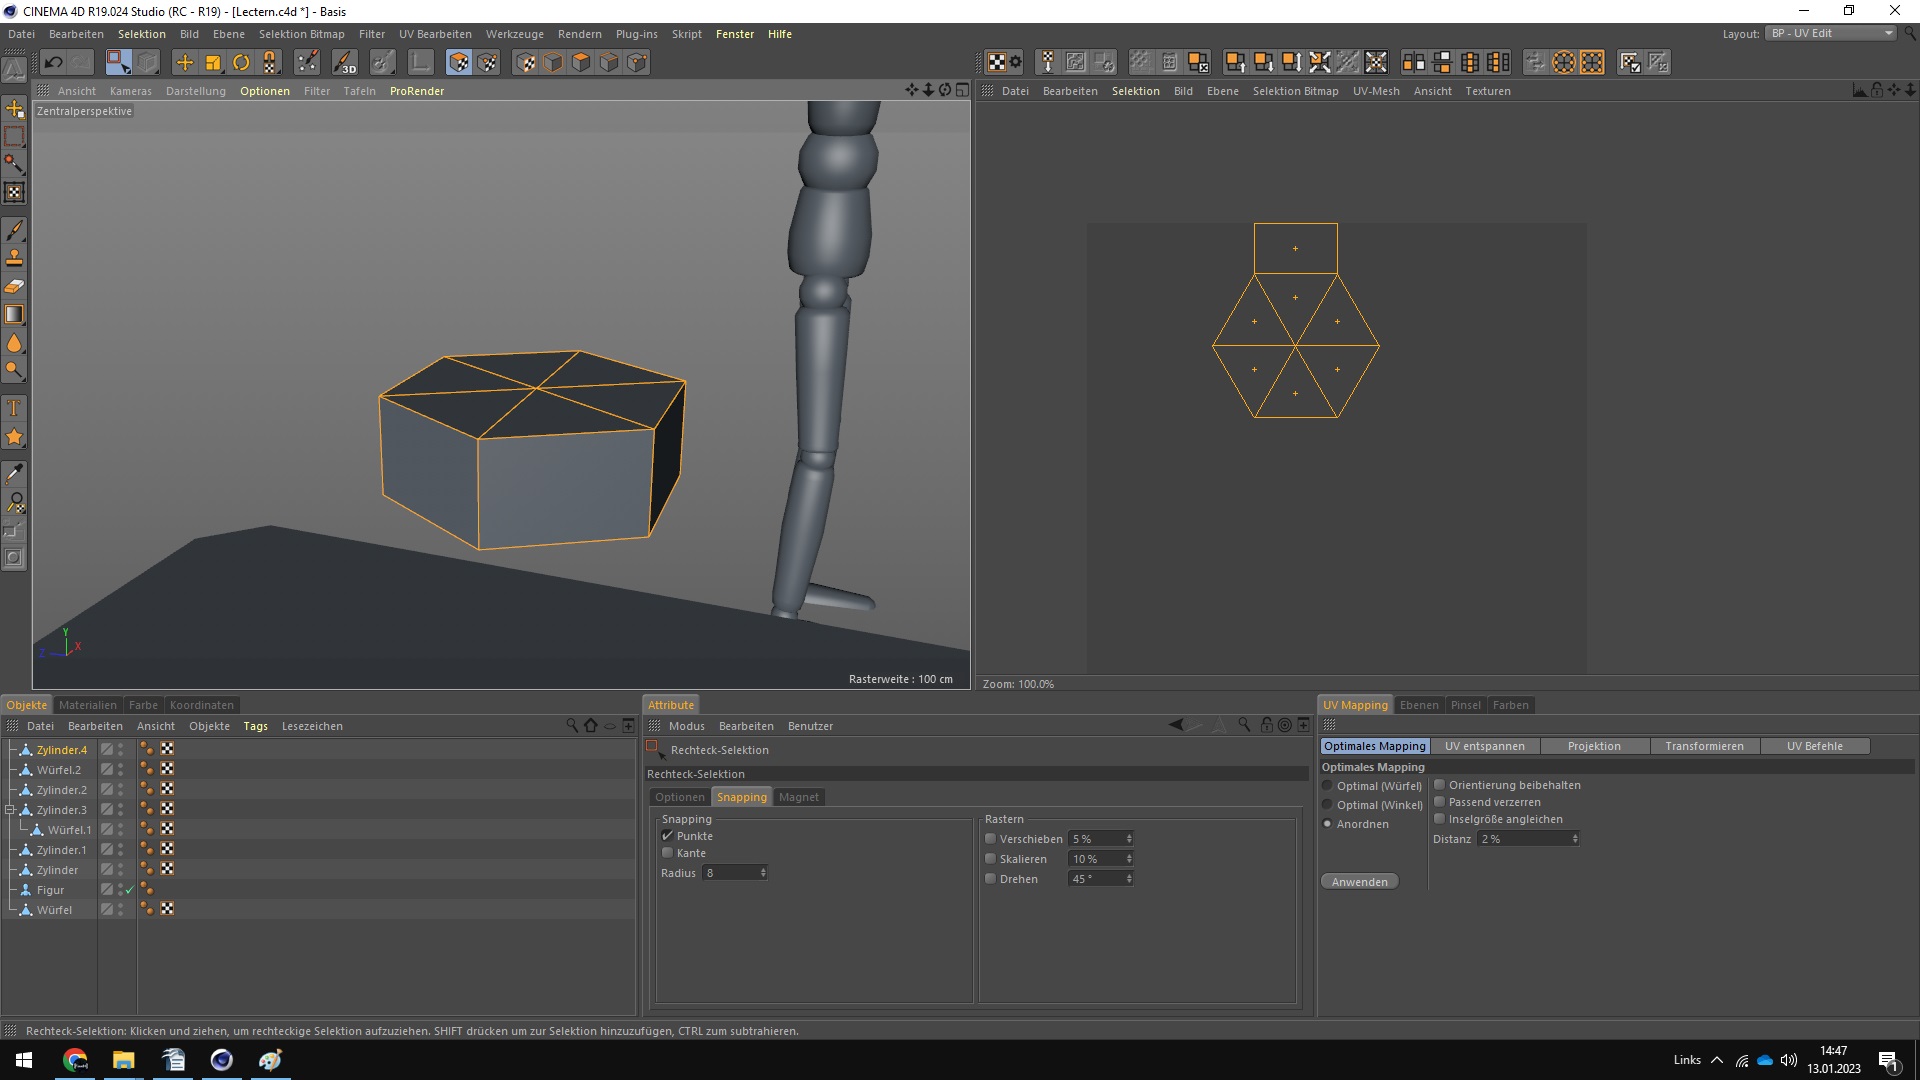 CINEMA 4D R19.024 Studio (RC - R19) - [Lectern.c4d *] - Basis
Datei Bearbeiten Selektion Bild Ebene Selektion Bitmap Filter UV Bearbeiten Werkzeuge Rendern Plug-ins Skript Fenster Hilfe
Layout: BP - UV Edit
3D
Ansicht Kameras Darstellung Optionen Filter Tafeln ProRender
Datei Bearbeiten Selektion Bild Ebene Selektion Bitmap UV-Mesh Ansicht Texturen
Zentralperspektive
Y
X
Z
Rasterweite : 100 cm
Zoom: 100.0%
Objekte Materialien Farbe Koordinaten
Datei Bearbeiten Ansicht Objekte Tags Lesezeichen
Zylinder.4
Würfel.2
Zylinder.2
Zylinder.3
Würfel.1
Zylinder.1
Zylinder
Figur
Würfel
Attribute
Modus Bearbeiten Benutzer
Rechteck-Selektion
Rechteck-Selektion
Optionen Snapping Magnet
Snapping
Punkte
Kante
Radius 8
Rastern
Verschieben 5 %
Skalieren 10 %
Drehen 45 °
UV Mapping Ebenen Pinsel Farben
Optimales Mapping UV entspannen Projektion Transformieren UV Befehle
Optimales Mapping
Optimal (Würfel)
Optimal (Winkel)
Anordnen
Orientierung beibehalten
Passend verzerren
Inselgröße angleichen
Distanz 2 %
Anwenden
Rechteck-Selektion: Klicken und ziehen, um rechteckige Selektion aufzuziehen. SHIFT drücken um zur Selektion hinzuzufügen, CTRL zum subtrahieren.
Links
14:47
13.01.2023
1